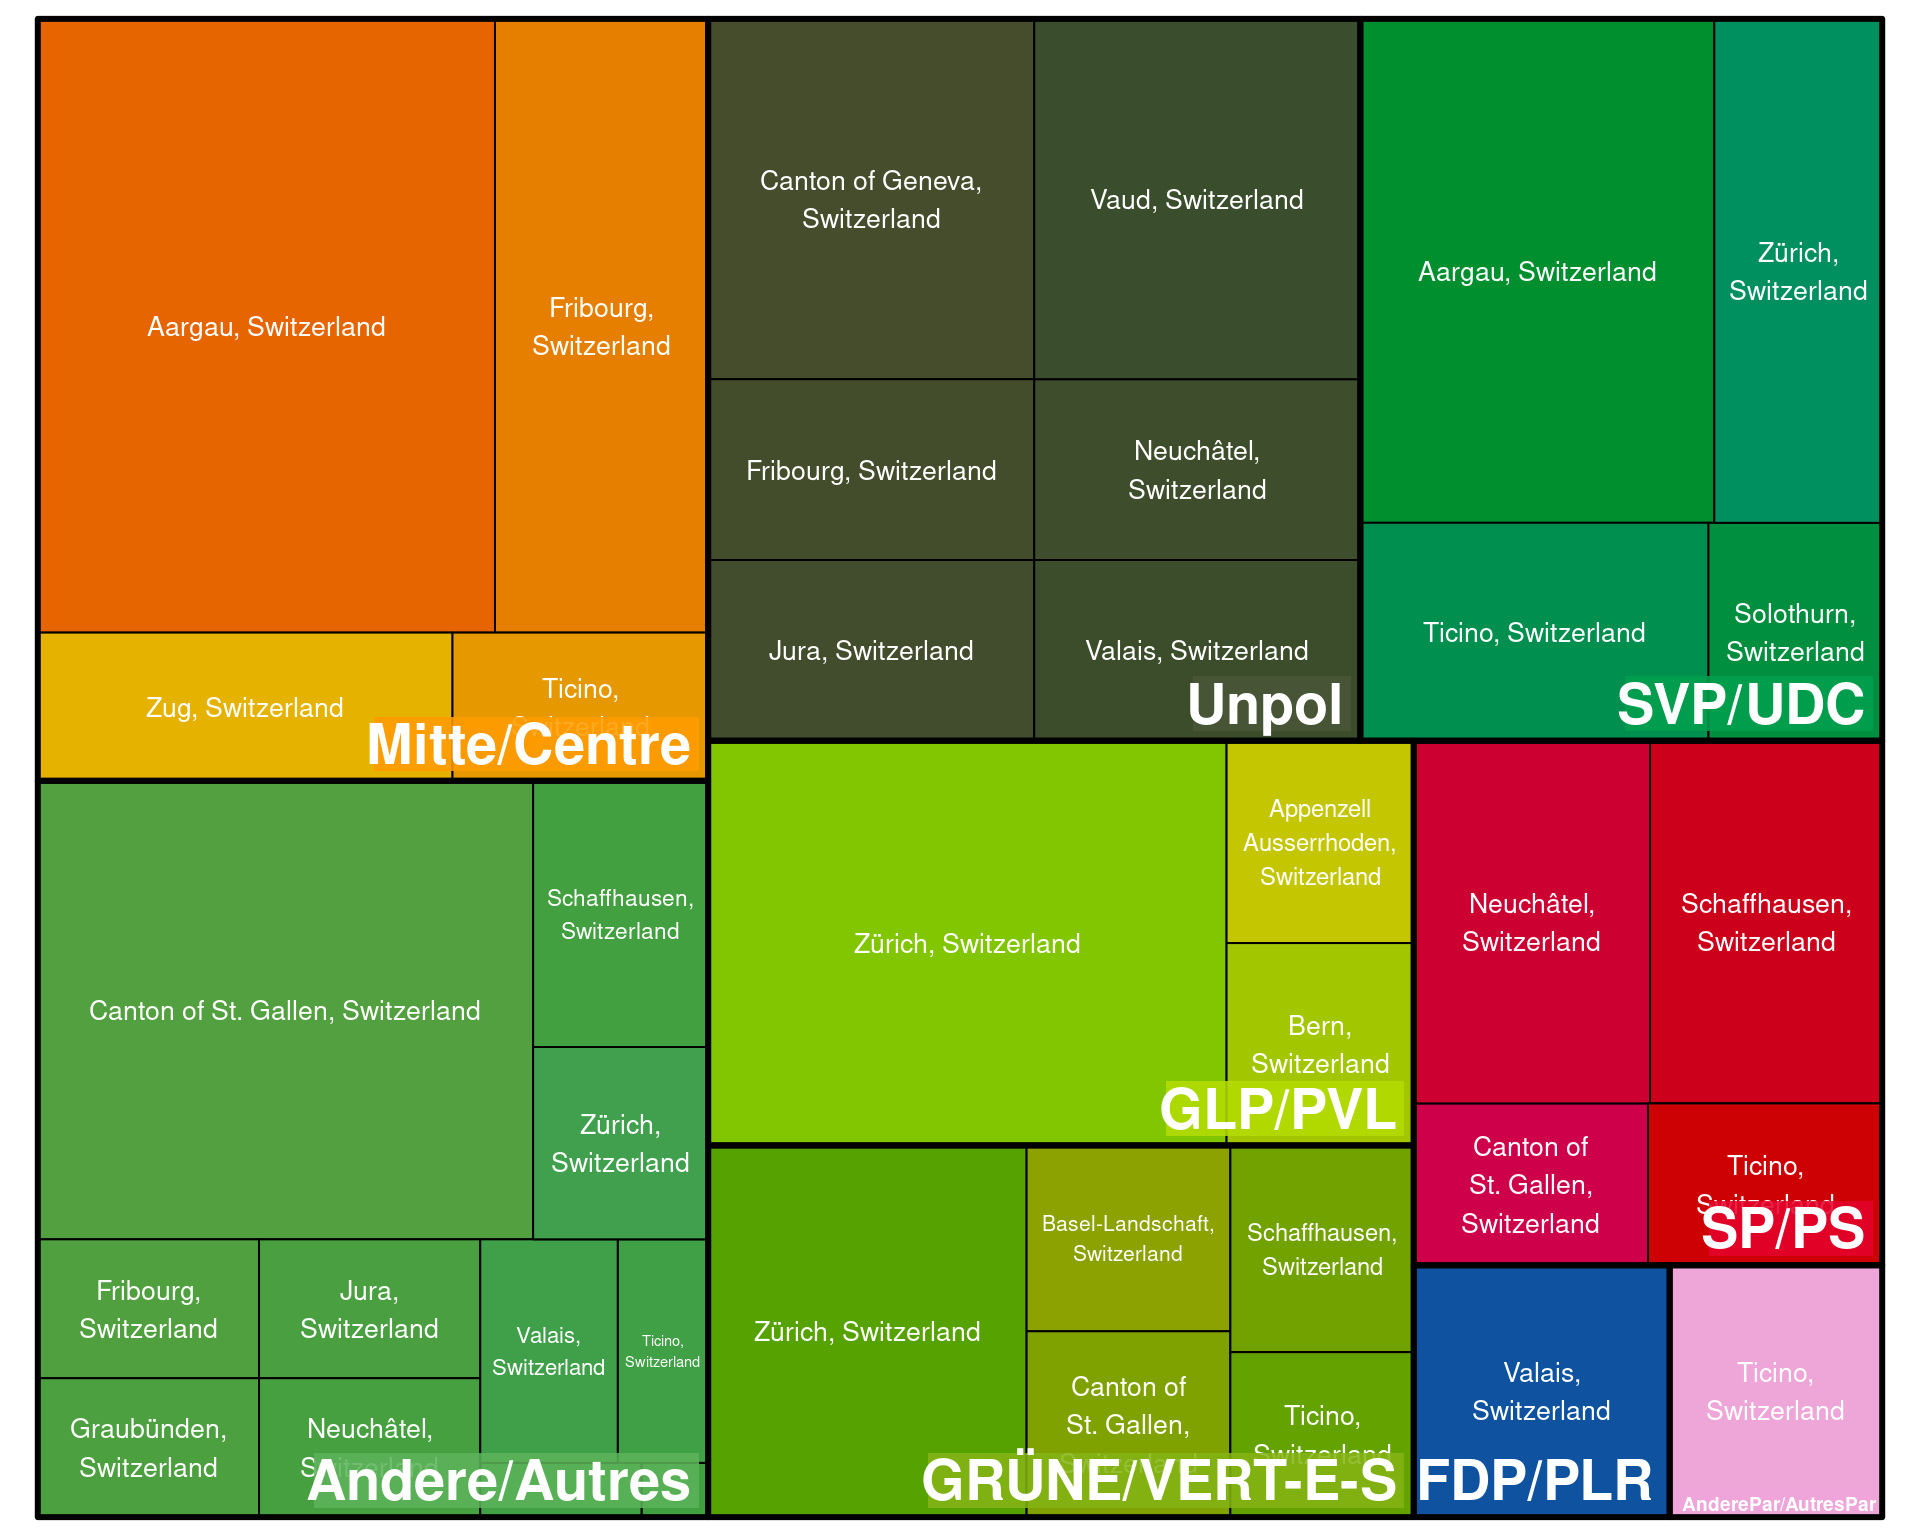 Aargau, Switzerland
Fribourg,
Switzerland
Zug, Switzerland
Ticino,
Switzerland
Mitte/Centre
Canton of Geneva,
Switzerland
Vaud, Switzerland
Fribourg, Switzerland
Neuchâtel,
Switzerland
Jura, Switzerland
Valais, Switzerland
Unpol
Aargau, Switzerland
Zürich,
Switzerland
Ticino, Switzerland
Solothurn,
Switzerland
SVP/UDC
Canton of St. Gallen, Switzerland
Schaffhausen,
Switzerland
Zürich,
Switzerland
Fribourg,
Switzerland
Jura,
Switzerland
Valais,
Switzerland
Ticino,
Switzerland
Graubünden,
Switzerland
Neuchâtel,
Switzerland
Andere/Autres
Zürich, Switzerland
Appenzell
Ausserrhoden,
Switzerland
Bern,
Switzerland
GLP/PVL
Zürich, Switzerland
Basel-Landschaft,
Switzerland
Schaffhausen,
Switzerland
Canton of
St. Gallen,
Switzerland
Ticino,
Switzerland
GRÜNE/VERT-E-S
Neuchâtel,
Switzerland
Schaffhausen,
Switzerland
Canton of
St. Gallen,
Switzerland
Ticino,
Switzerland
SP/PS
Valais,
Switzerland
FDP/PLR
Ticino,
Switzerland
AnderePar/AutresPar